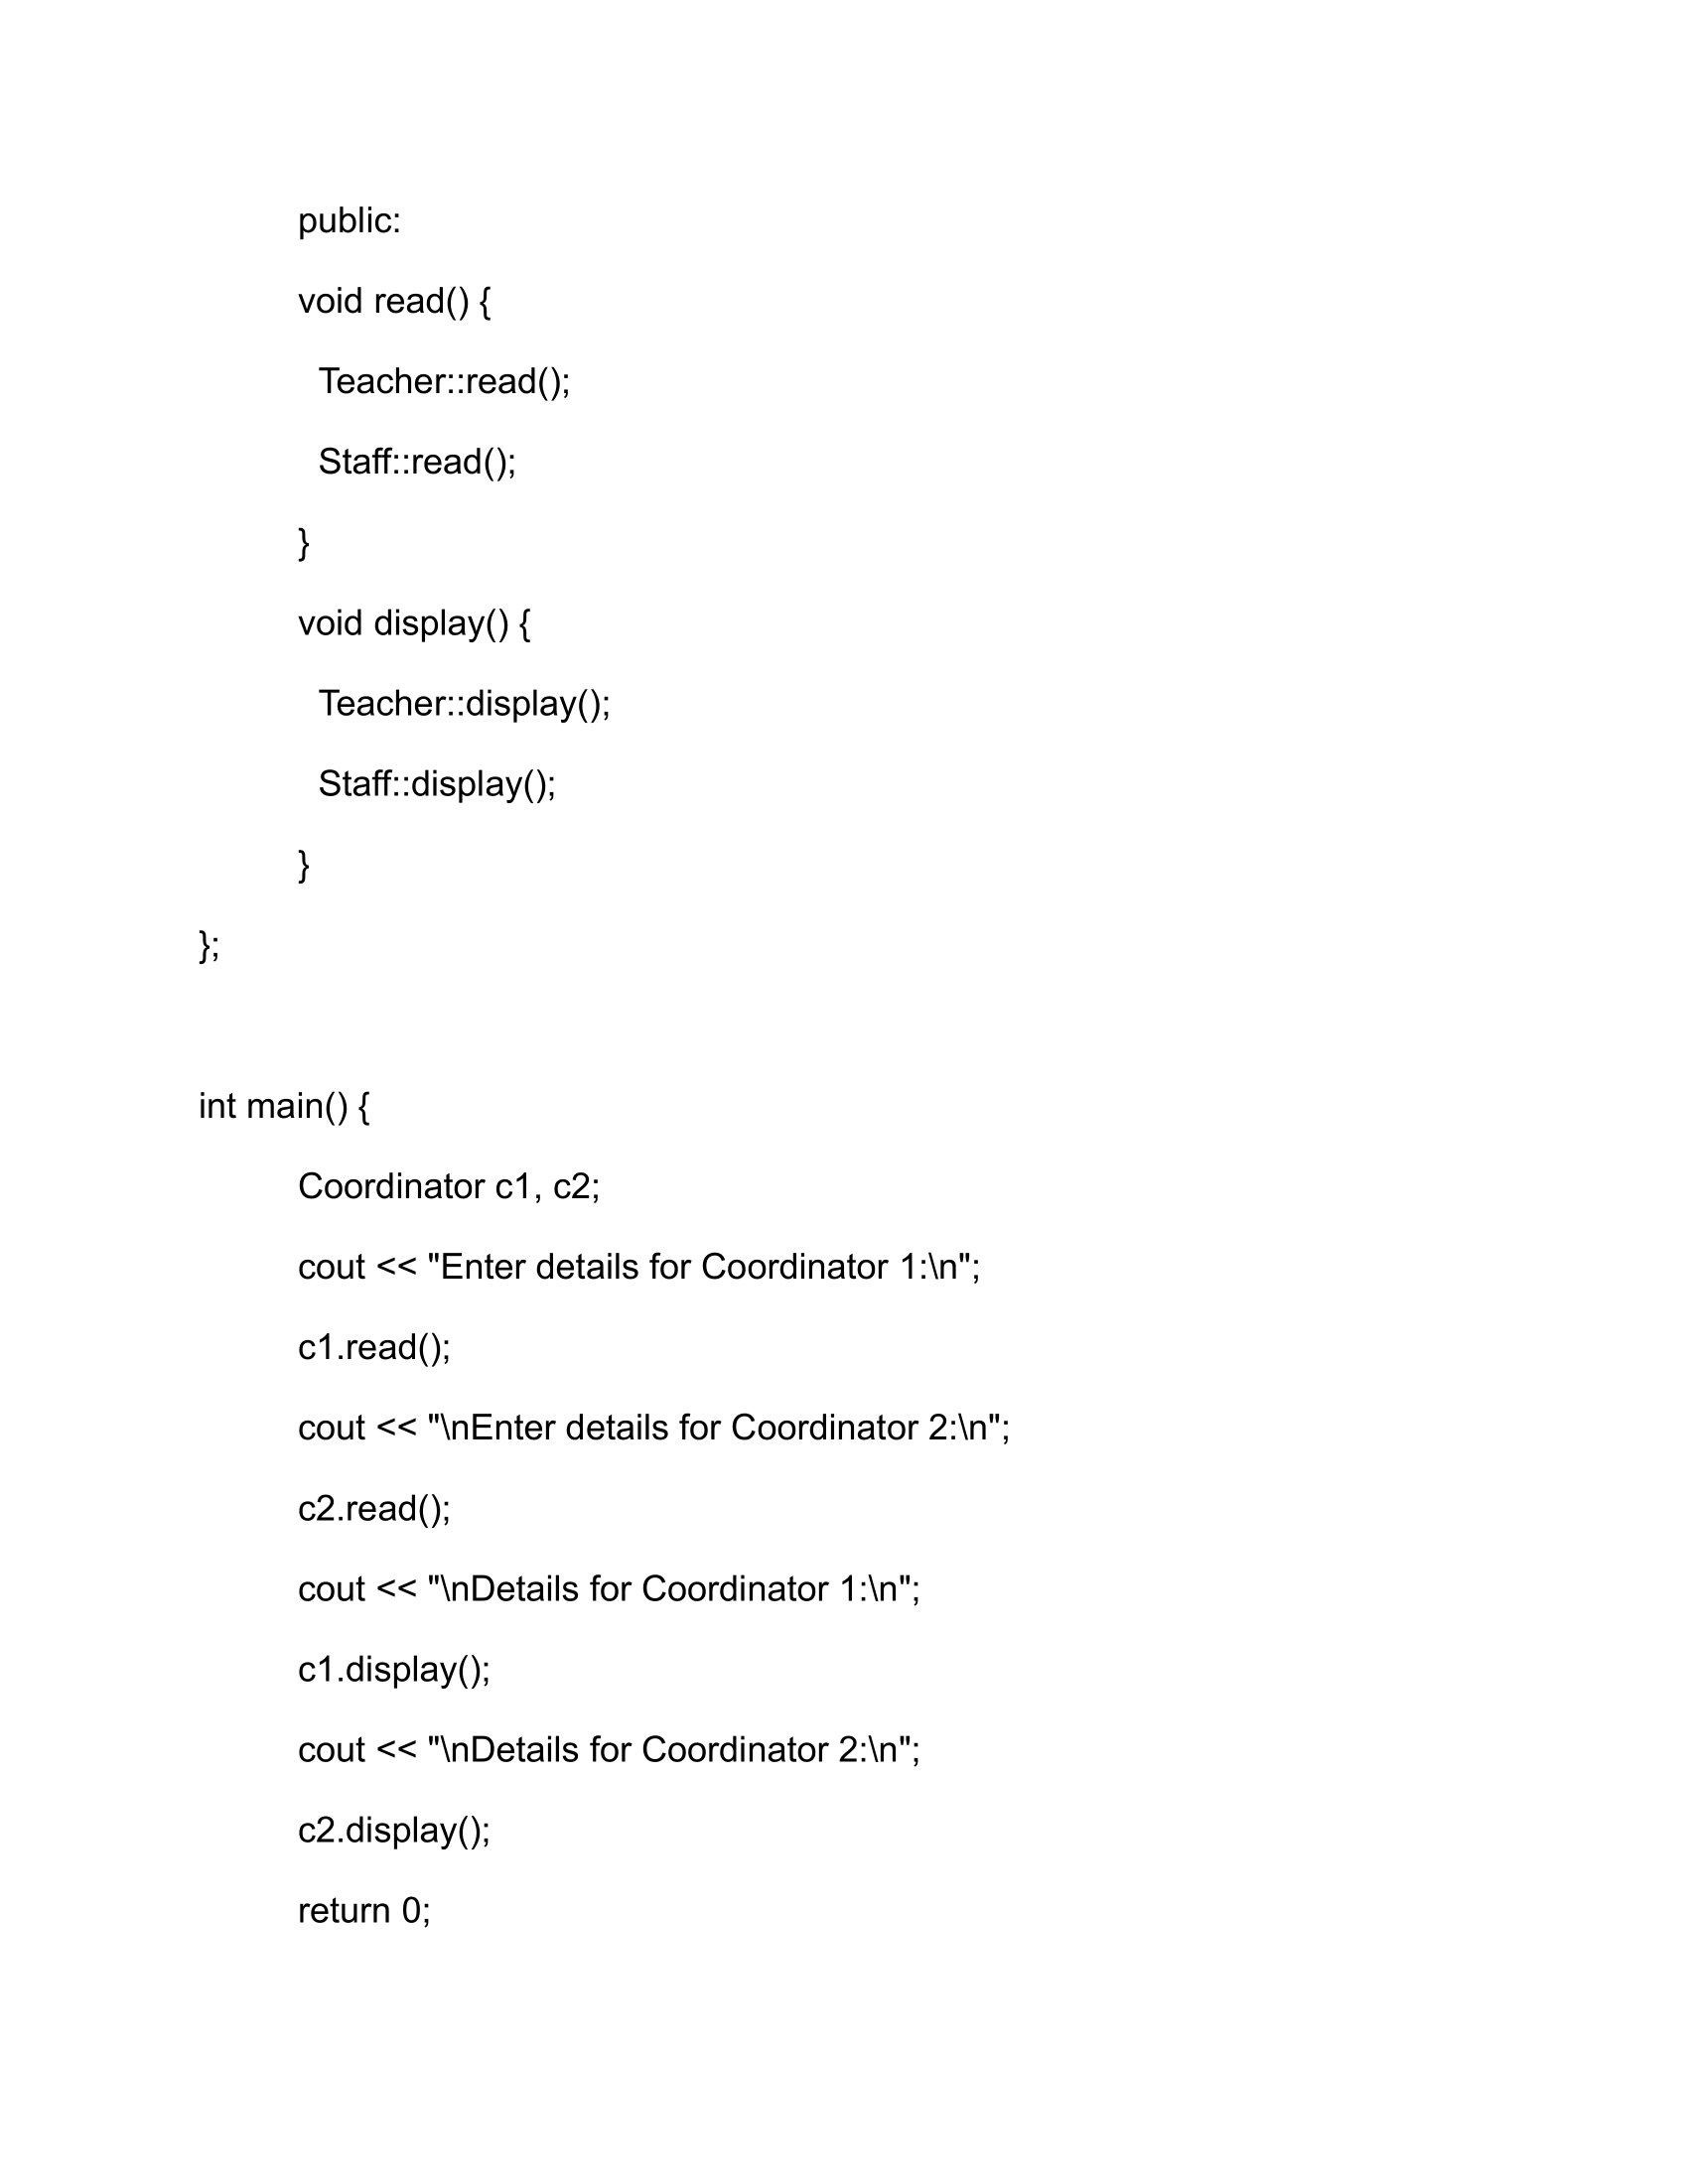 public:
void read() {
Teacher::read();
Staff::read();
}
void display() {
Teacher::display();
Staff::display();
}
};
int main() {
Coordinator c1, c2;
cout << "Enter details for Coordinator 1:\n";
c1.read();
cout << "\nEnter details for Coordinator 2:\n";
c2.read();
cout << "\nDetails for Coordinator 1:\n";
c1.display();
cout << "\nDetails for Coordinator 2:\n";
c2.display();
return 0;